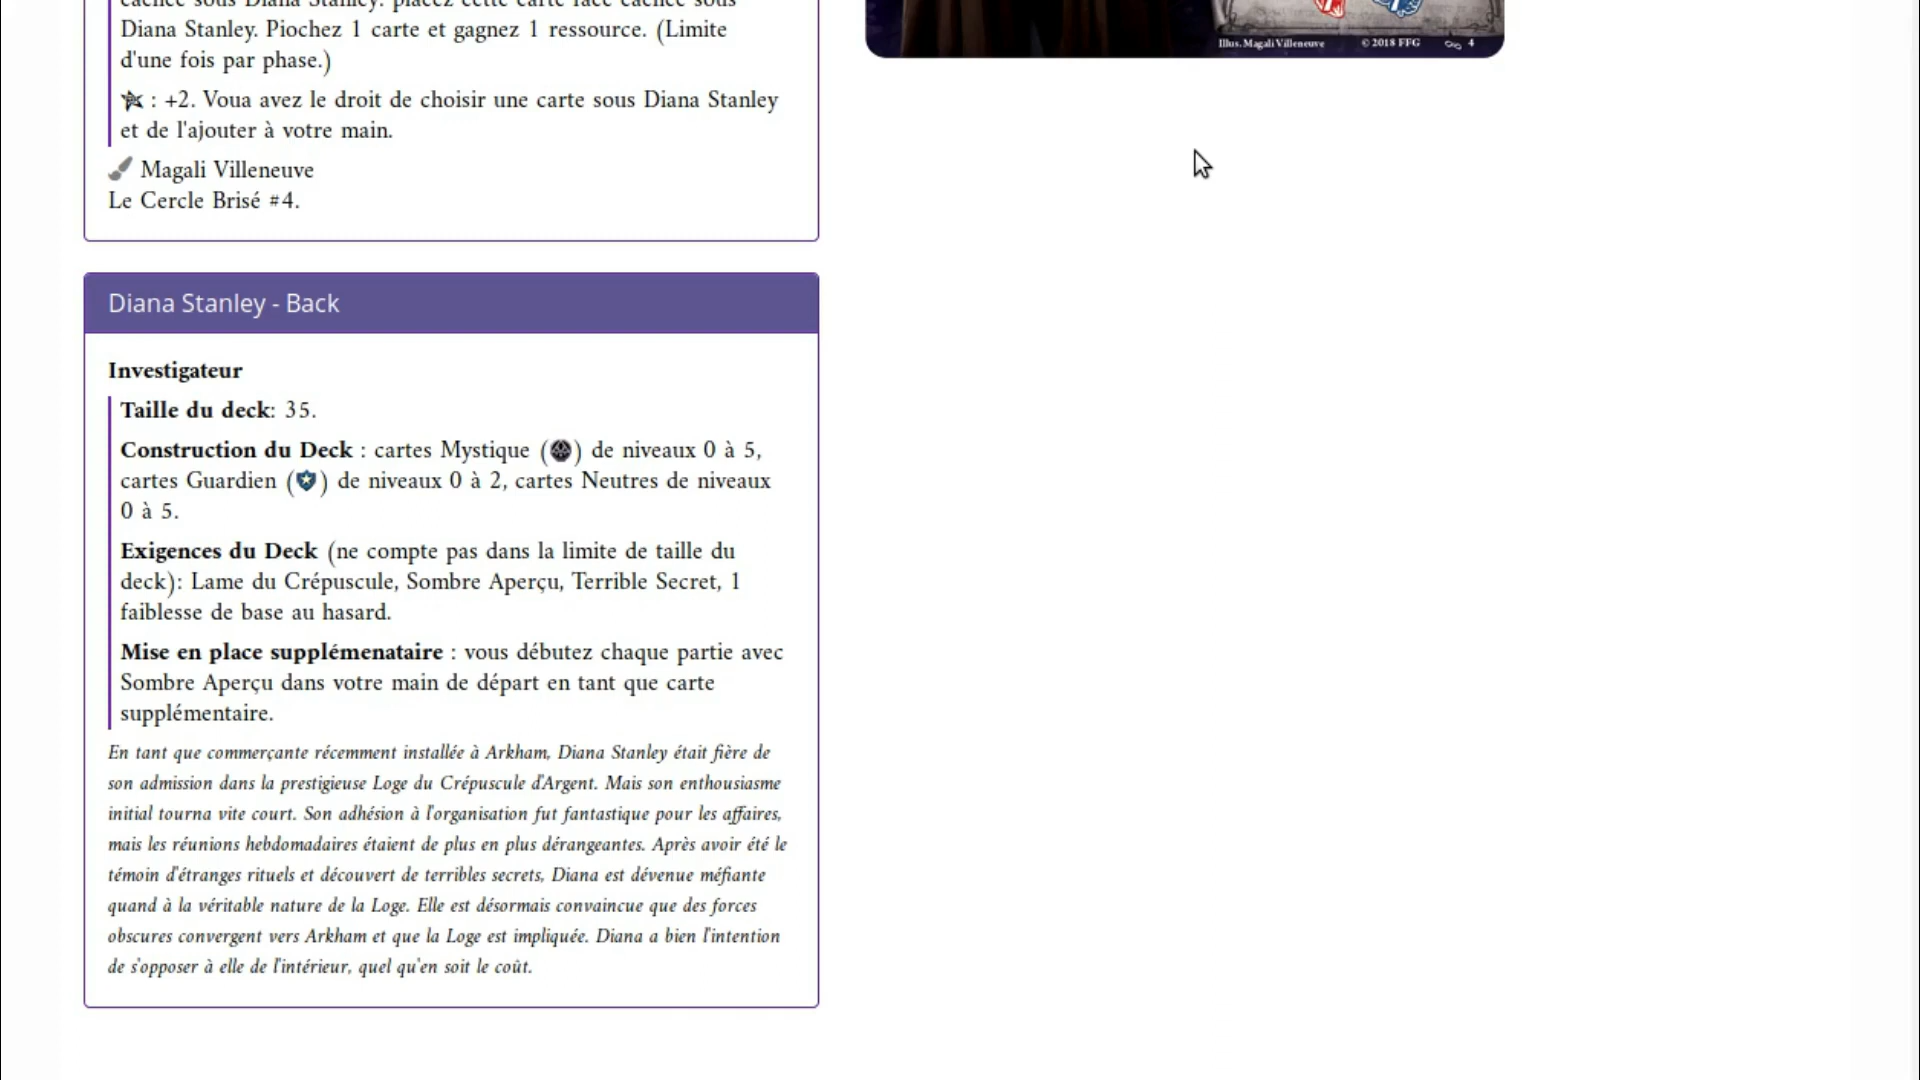 cachée sous Diana Stanley: placez cette carte face cachée sous
Diana Stanley. Piochez 1 carte et gagnez 1 ressource. (Limite
d'une fois par phase.)
: +2. Voua avez le droit de choisir une carte sous Diana Stanley
et de l'ajouter à votre main.
Magali Villeneuve
Le Cercle Brisé #4.
Illus. Magali Villeneuve © 2018 FFG 4
Diana Stanley - Back
Investigateur
Taille du deck: 35.
Construction du Deck : cartes Mystique () de niveaux 0 à 5,
cartes Guardien () de niveaux 0 à 2, cartes Neutres de niveaux
0 à 5.
Exigences du Deck (ne compte pas dans la limite de taille du
deck): Lame du Crépuscule, Sombre Aperçu, Terrible Secret, 1
faiblesse de base au hasard.
Mise en place supplémenataire : vous débutez chaque partie avec
Sombre Aperçu dans votre main de départ en tant que carte
supplémentaire.
En tant que commerçante récemment installée à Arkham, Diana Stanley était fière de
son admission dans la prestigieuse Loge du Crépuscule d'Argent. Mais son enthousiasme
initial tourna vite court. Son adhésion à l'organisation fut fantastique pour les affaires,
mais les réunions hebdomadaires étaient de plus en plus dérangeantes. Après avoir été le
témoin d'étranges rituels et découvert de terribles secrets, Diana est dévenue méfiante
quand à la véritable nature de la Loge. Elle est désormais convaincue que des forces
obscures convergent vers Arkham et que la Loge est impliquée. Diana a bien l'intention
de s'opposer à elle de l'intérieur, quel qu'en soit le coût.